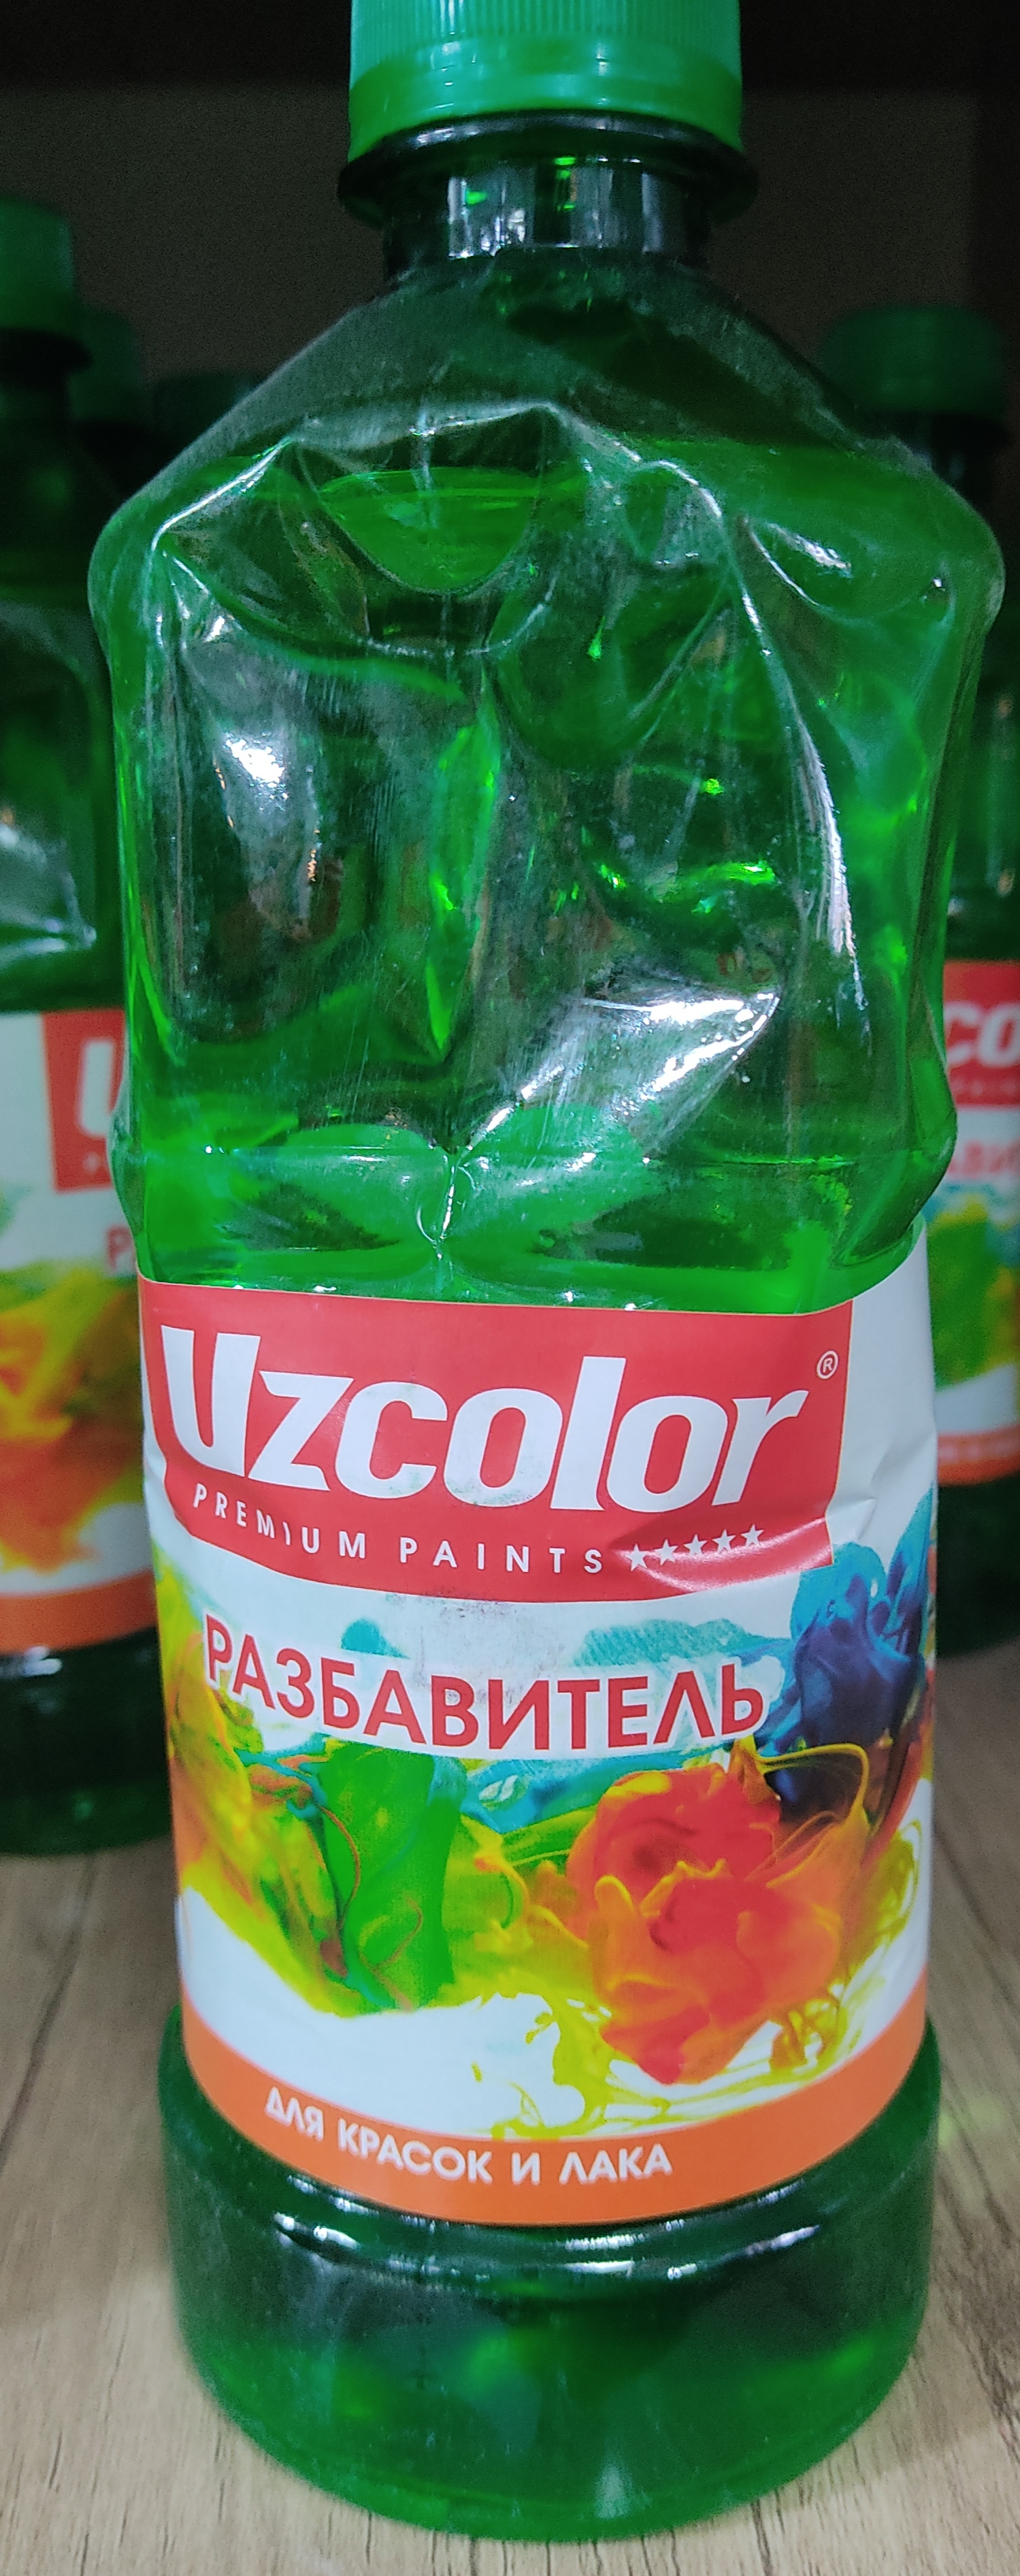 Uzcolor®
PREMIUM PAINTS ★★★★★
РАЗБАВИТЕЛЬ
ДЛЯ КРАСОК И ЛАКА